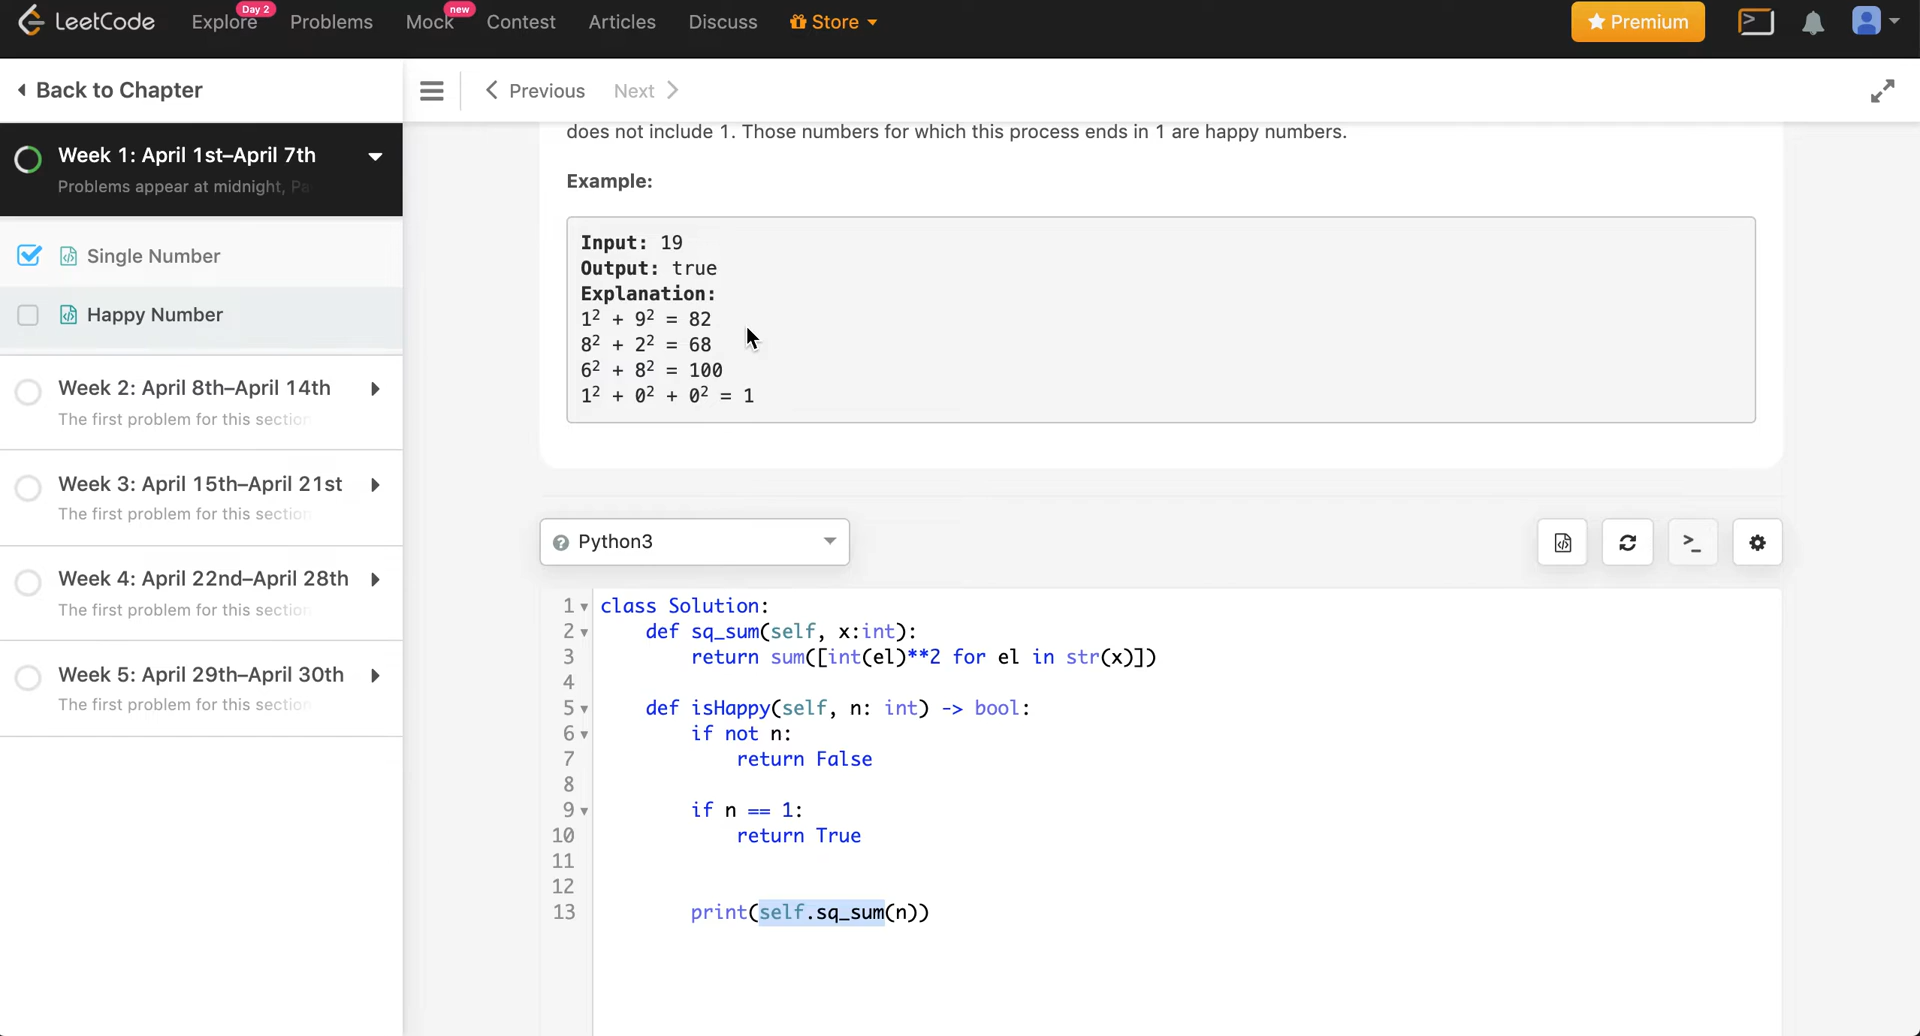 LeetCode
Explore Day 2 Problems Mock new Contest Articles Discuss Store Premium
Back to Chapter
Previous Next
Week 1: April 1st–April 7th
Problems appear at midnight,
Single Number
Happy Number
Week 2: April 8th–April 14th
The first problem for this section
Week 3: April 15th–April 21st
The first problem for this section
Week 4: April 22nd–April 28th
The first problem for this section
Week 5: April 29th–April 30th
The first problem for this section
does not include 1. Those numbers for which this process ends in 1 are happy numbers.
Example:
Input: 19
Output: true
Explanation:
1² + 9² = 82
8² + 2² = 68
6² + 8² = 100
1² + 0² + 0² = 1
Python3
1 class Solution:
2     def sq_sum(self, x:int):
3         return sum([int(el)**2 for el in str(x)])
4
5     def isHappy(self, n: int) -> bool:
6         if not n:
7             return False
8
9         if n == 1:
10             return True
11
12
13         print(self.sq_sum(n))